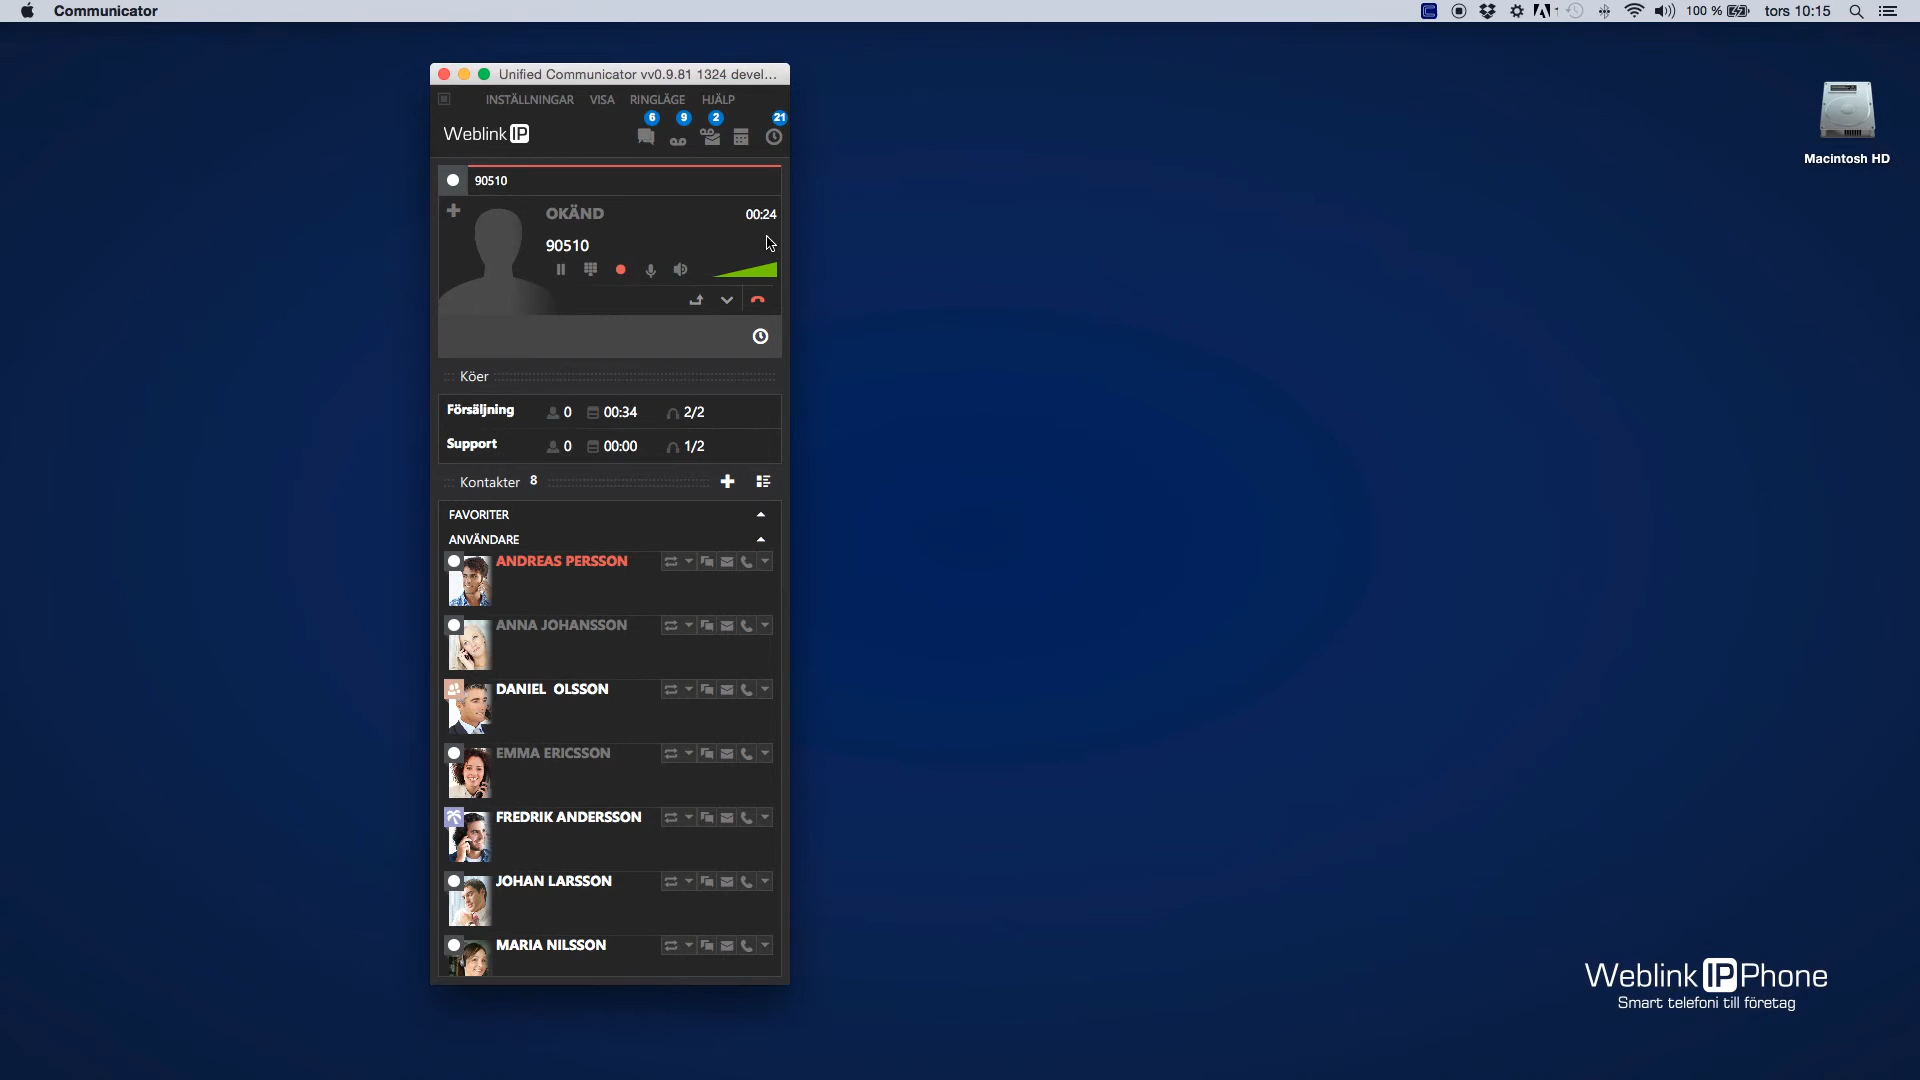 Communicator
100 %
tors 10:15
Unified Communicator vv0.9.81 1324 devel...
INSTÄLLNINGAR VISA RINGLÄGE HJÄLP
6 9 2 21
Weblink IP
90510
OKÄND 00:24
90510
Köer
Försäljning 0 00:34 2/2
Support 0 00:00 1/2
Kontakter 8
FAVORITER
ANVÄNDARE
ANDREAS PERSSON
ANNA JOHANSSON
DANIEL OLSSON
EMMA ERICSSON
FREDRIK ANDERSSON
JOHAN LARSSON
MARIA NILSSON
Macintosh HD
Weblink IP Phone
Smart telefoni till företag